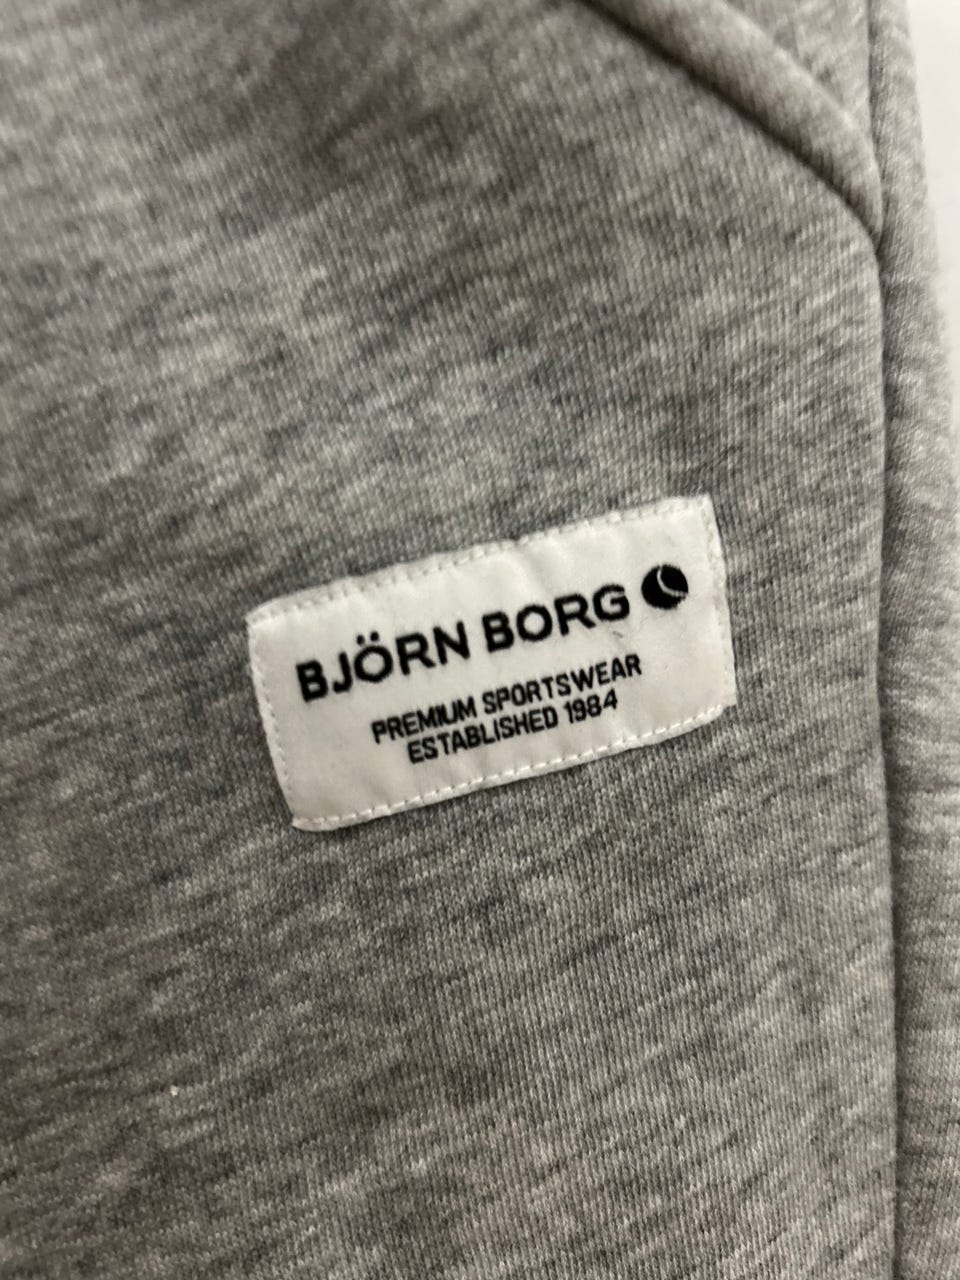 BJÖRN BORG
PREMIUM SPORTSWEAR
ESTABLISHED 1984